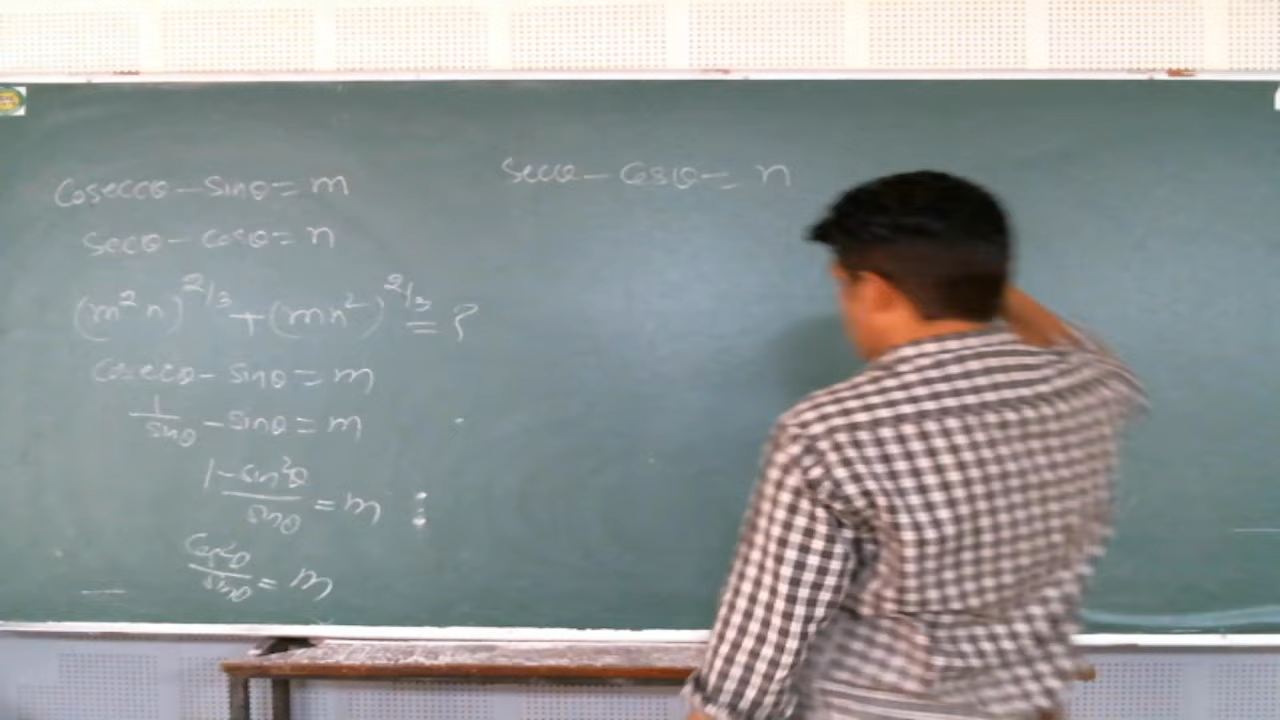 Cosecθ - sinθ = m
secθ - cosθ = n
(m²n)^2/3 + (mn²)^2/3 = ?
Cosecθ - sinθ = m
1/sinθ - sinθ = m
1-sin²θ/sinθ = m
Cos²θ/sinθ = m
secθ - cosθ = n